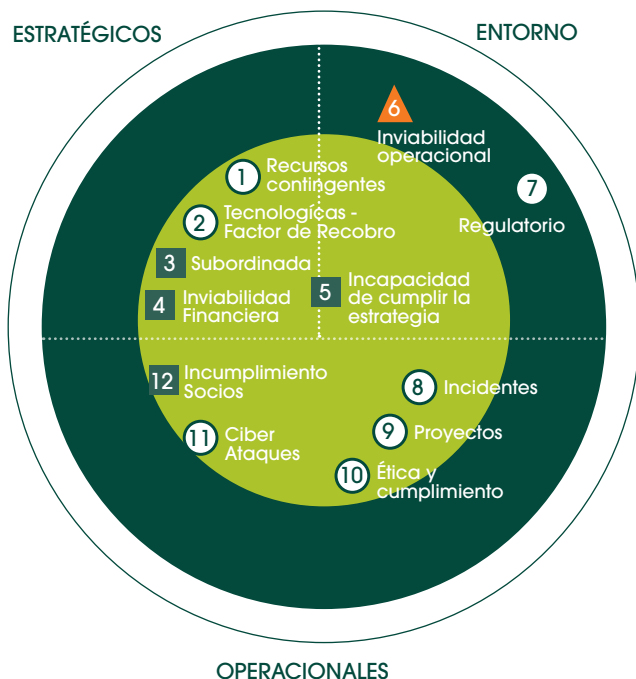 ESTRATÉGICOS
ENTORNO
6
Inviabilidad
operacional
7
Regulatorio
1
Recursos
contingentes
2
Tecnológicas -
Factor de Recobro
3
Subordinada
4
Inviabilidad
Financiera
5
Incapacidad
de cumplir la
estrategia
12
Incumplimiento
Socios
8
Incidentes
11
Ciber
Ataques
9
Proyectos
10
Ética y
cumplimiento
OPERACIONALES